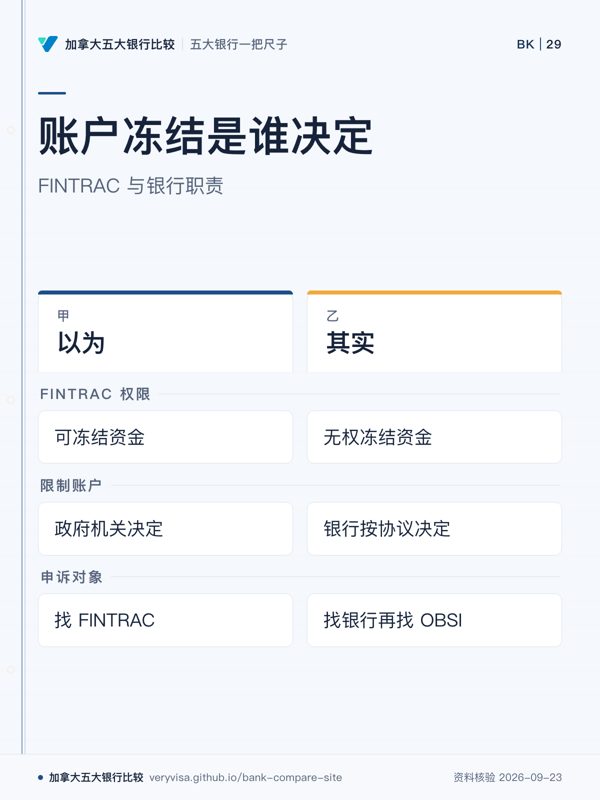 加拿大五大银行比较 | 五大银行一把尺子
BK | 29
账户冻结是谁决定
FINTRAC 与银行职责
甲
以为
乙
其实
FINTRAC 权限
可冻结资金
无权冻结资金
限制账户
政府机关决定
银行按协议决定
申诉对象
找 FINTRAC
找银行再找 OBSI
加拿大五大银行比较 veryvisa.github.io/bank-compare-site
资料核验 2026-09-23